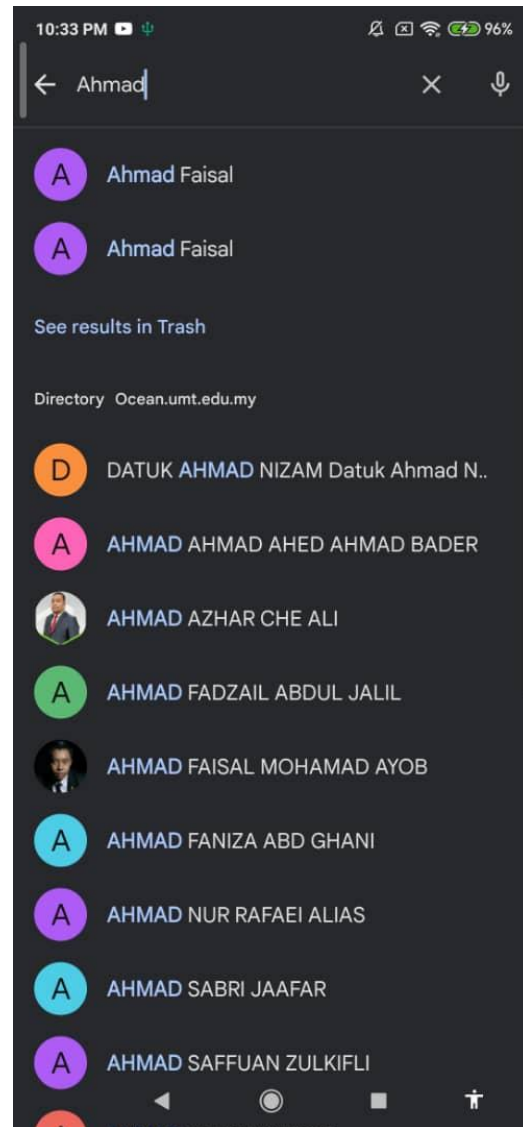 10:33 PM 96%
Ahmad
A Ahmad Faisal
A Ahmad Faisal
See results in Trash
Directory Ocean.umt.edu.my
D DATUK AHMAD NIZAM Datuk Ahmad N..
A AHMAD AHMAD AHED AHMAD BADER
AHMAD AZHAR CHE ALI
A AHMAD FADZAIL ABDUL JALIL
AHMAD FAISAL MOHAMAD AYOB
A AHMAD FANIZA ABD GHANI
A AHMAD NUR RAFAEI ALIAS
A AHMAD SABRI JAAFAR
A AHMAD SAFFUAN ZULKIFLI